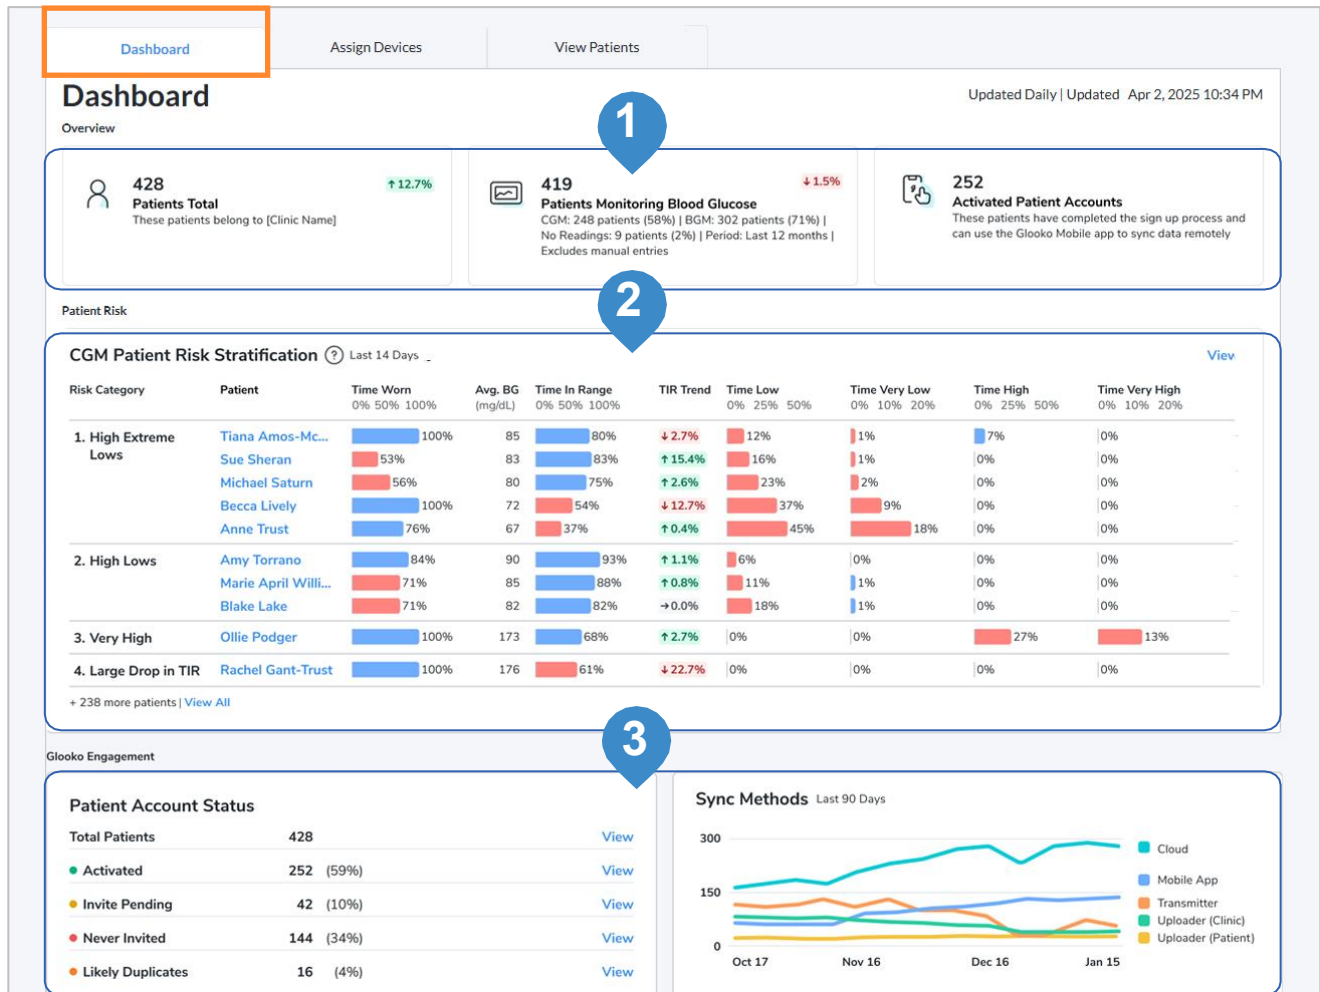 Dashboard
Assign Devices
View Patients
Dashboard
Updated Daily | Updated Apr 2, 2025 10:34 PM
Overview
1
428
↑ 12.7%
Patients Total
These patients belong to [Clinic Name]
419
↓ 1.5%
Patients Monitoring Blood Glucose
CGM: 248 patients (58%) | BGM: 302 patients (71%) |
No Readings: 9 patients (2%) | Period: Last 12 months |
Excludes manual entries
252
Activated Patient Accounts
These patients have completed the sign up process and
can use the Glooko Mobile app to sync data remotely
2
Patient Risk
CGM Patient Risk Stratification ? Last 14 Days
View
Risk Category Patient Time Worn Avg. BG Time In Range TIR Trend Time Low Time Very Low Time High Time Very High
0% 50% 100% (mg/dL) 0% 50% 100% 0% 25% 50% 0% 10% 20% 0% 25% 50% 0% 10% 20%
1. High Extreme Tiana Amos-Mc... 100% 85 80% ↓ 2.7% 12% 1% 7% 0%
Lows Sue Sheran 53% 83 83% ↑ 15.4% 16% 1% 0% 0%
Michael Saturn 56% 80 75% ↑ 2.6% 23% 2% 0% 0%
Becca Lively 100% 72 54% ↓ 12.7% 37% 9% 0% 0%
Anne Trust 76% 67 37% ↑ 0.4% 45% 18% 0% 0%
2. High Lows Amy Torrano 84% 90 93% ↑ 1.1% 6% 0% 0% 0%
Marie April Willi... 71% 85 88% ↑ 0.8% 11% 1% 0% 0%
Blake Lake 71% 82 82% → 0.0% 18% 1% 0% 0%
3. Very High Ollie Podger 100% 173 68% ↑ 2.7% 0% 0% 27% 13%
4. Large Drop in TIR Rachel Gant-Trust 100% 176 61% ↓ 22.7% 0% 0% 0% 0%
+ 238 more patients | View All
3
Glooko Engagement
Patient Account Status
Total Patients 428 View
Activated 252 (59%) View
Invite Pending 42 (10%) View
Never Invited 144 (34%) View
Likely Duplicates 16 (4%) View
Sync Methods Last 90 Days
300
150
0
Oct 17 Nov 16 Dec 16 Jan 15
Cloud
Mobile App
Transmitter
Uploader (Clinic)
Uploader (Patient)